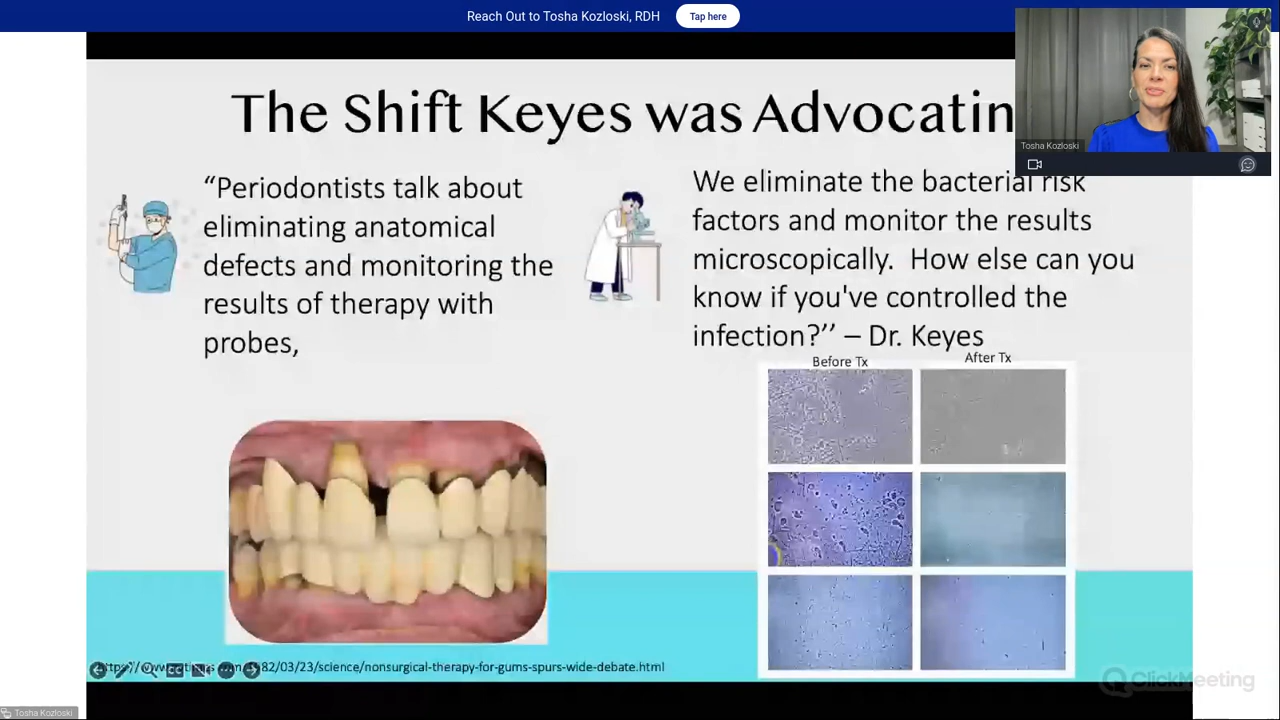 Reach Out to Tosha Kozloski, RDH
Tap here
Tosha Kozloski
The Shift Keyes was Advocatin
“Periodontists talk about
eliminating anatomical
defects and monitoring the
results of therapy with
probes,
We eliminate the bacterial risk
factors and monitor the results
microscopically. How else can you
know if you've controlled the
infection?’’ – Dr. Keyes
Before Tx
After Tx
82/03/23/science/nonsurgical-therapy-for-gums-spurs-wide-debate.html
CC
ClickMeeting
Tosha Kozloski